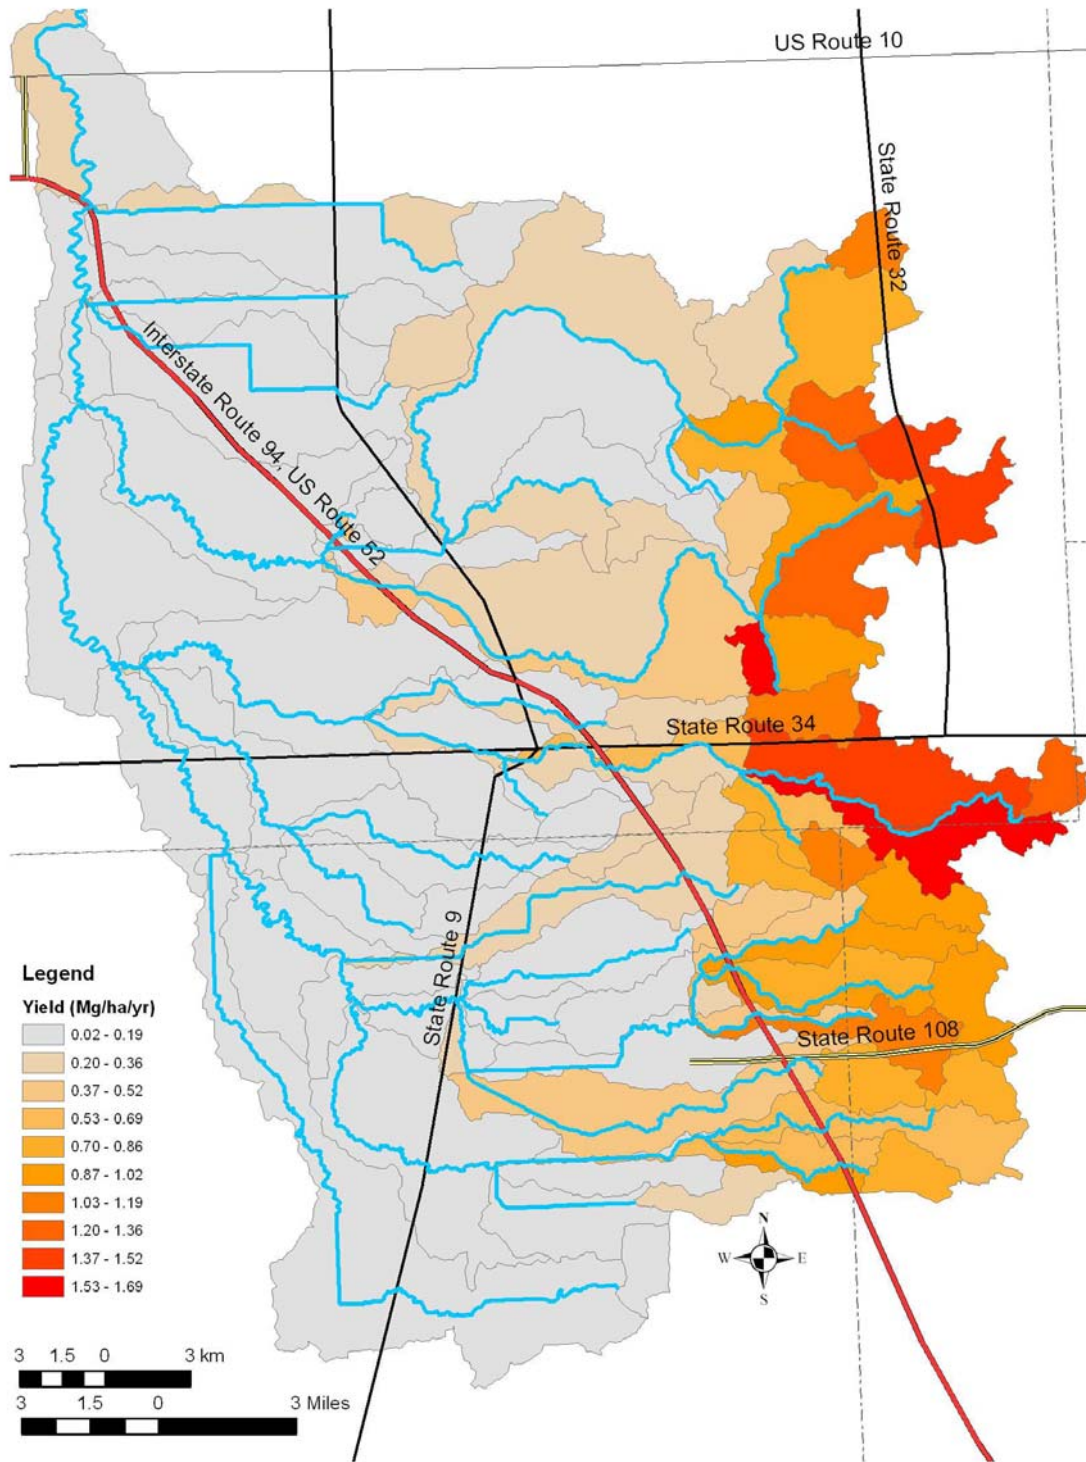 US Route 10
State Route 32
Interstate Route 94, US Route 52
State Route 34
State Route 9
State Route 108
Legend
Yield (Mg/ha/yr)
0.02 - 0.19
0.20 - 0.36
0.37 - 0.52
0.53 - 0.69
0.70 - 0.86
0.87 - 1.02
1.03 - 1.19
1.20 - 1.36
1.37 - 1.52
1.53 - 1.69
N
W E
S
3 1.5 0 3 km
3 1.5 0 3 Miles